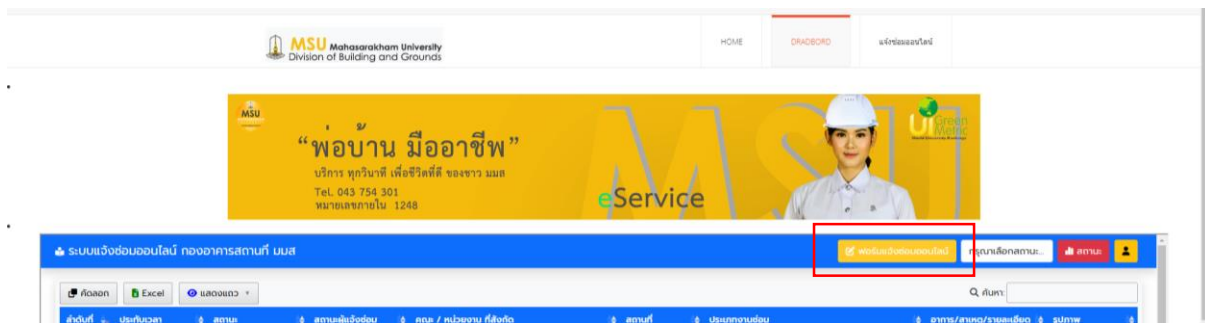 MSU Mahasarakham University
Division of Building and Grounds
HOME
DRADBORD
แจ้งซ่อมออนไลน์
MSU
“พ่อบ้าน มืออาชีพ”
บริการ ทุกวินาที เพื่อชีวิตที่ดี ของชาว มมส
Tel. 043 754 301
หมายเลขภายใน 1248
eService
MSU
UI Green Metric
ระบบแจ้งซ่อมออนไลน์ กองอาคารสถานที่ มมส
ฟอร์มแจ้งซ่อมออนไลน์
กรุณาเลือกสถานะ...
สถานะ
คัดลอก
Excel
แสดงแถว
ค้นหา:
ลำดับที่
ประทับเวลา
สถานะ
สถานะผู้แจ้งซ่อม
คณะ / หน่วยงาน ที่สังกัด
สถานที่
ประเภทงานซ่อม
อาการ/สาเหตุ/รายละเอียด
รูปภาพ